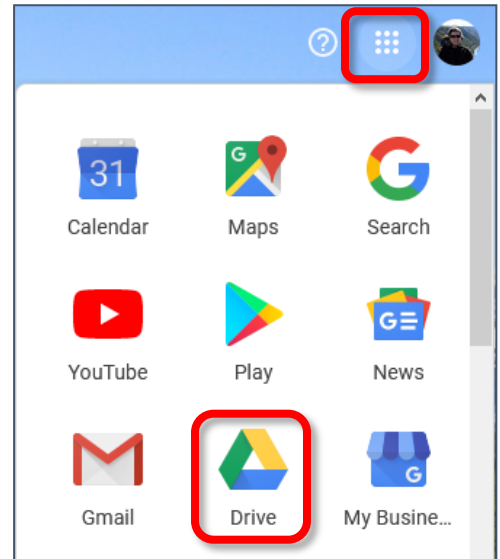 ?
31
G
Calendar
Maps
Search
G
YouTube
Play
News
G
Gmail
Drive
My Busine...